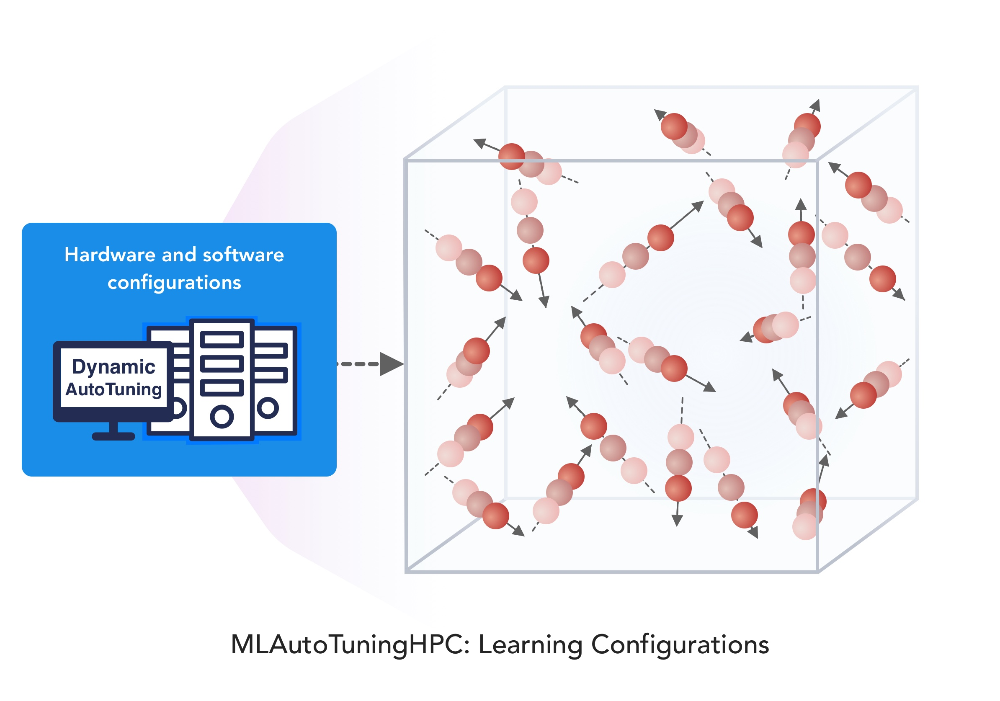 Hardware and software
configurations
Dynamic
AutoTuning
MLAutoTuningHPC: Learning Configurations